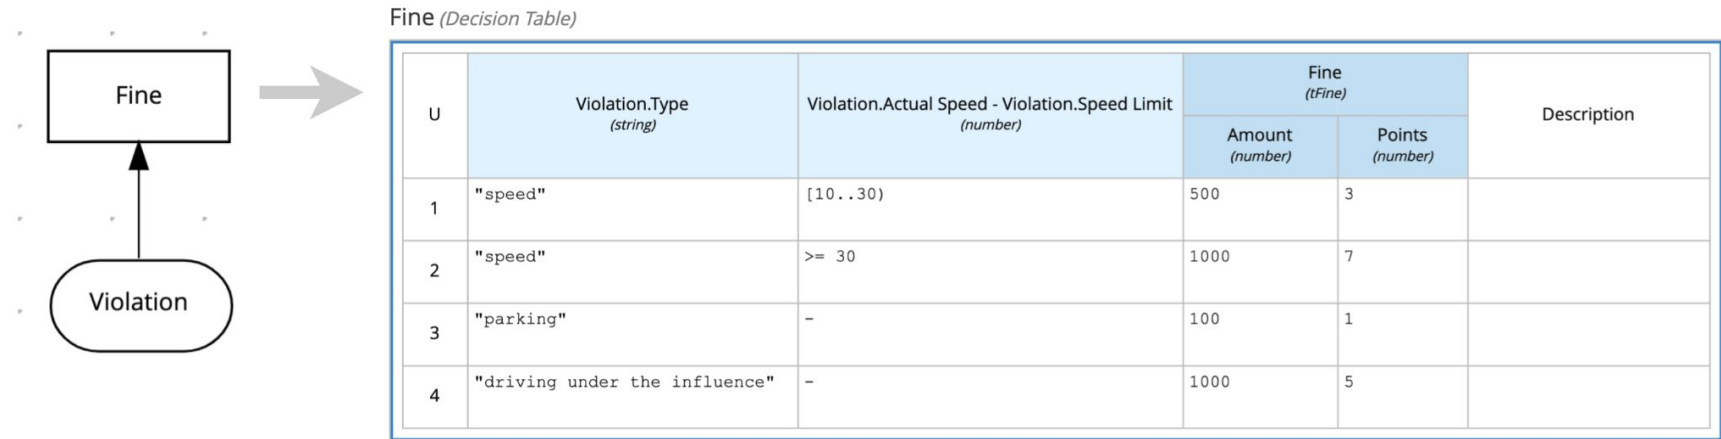 Fine (Decision Table)
Fine
Violation
U
Violation.Type
(string)
Violation.Actual Speed - Violation.Speed Limit
(number)
Fine
(tFine)
Amount
(number)
Points
(number)
Description
1 "speed" [10..30) 500 3
2 "speed" >= 30 1000 7
3 "parking" - 100 1
4 "driving under the influence" - 1000 5